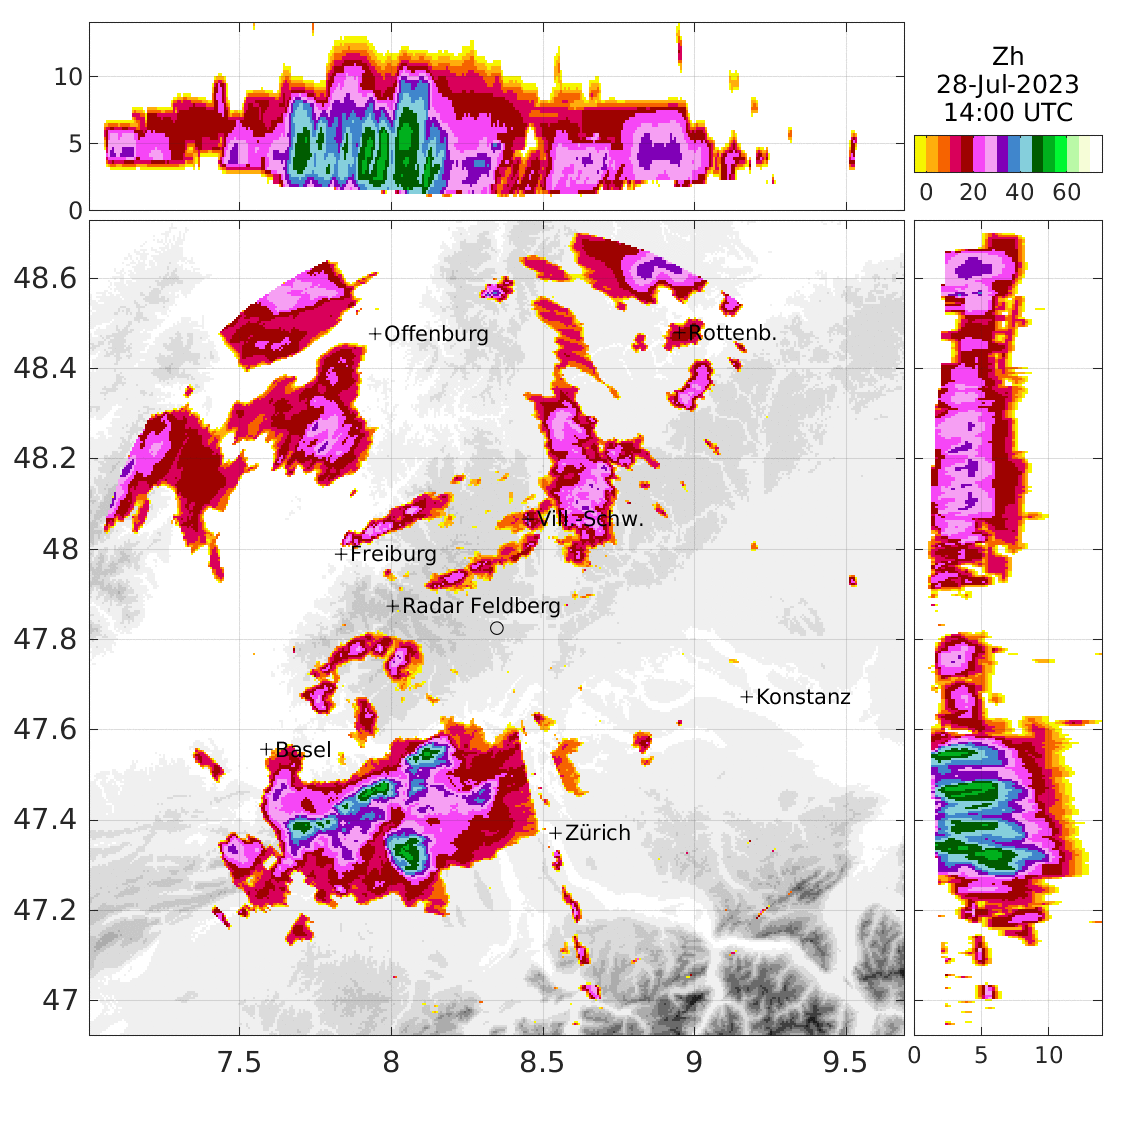 10
5
0
Zh
28-Jul-2023
14:00 UTC
0 20 40 60
48.6
48.4
48.2
48
47.8
47.6
47.4
47.2
47
+Offenburg
+Rottenb.
+Vill.-Schw.
+Freiburg
+Radar Feldberg
+Konstanz
+Basel
+Zürich
7.5 8 8.5 9 9.5
0 5 10